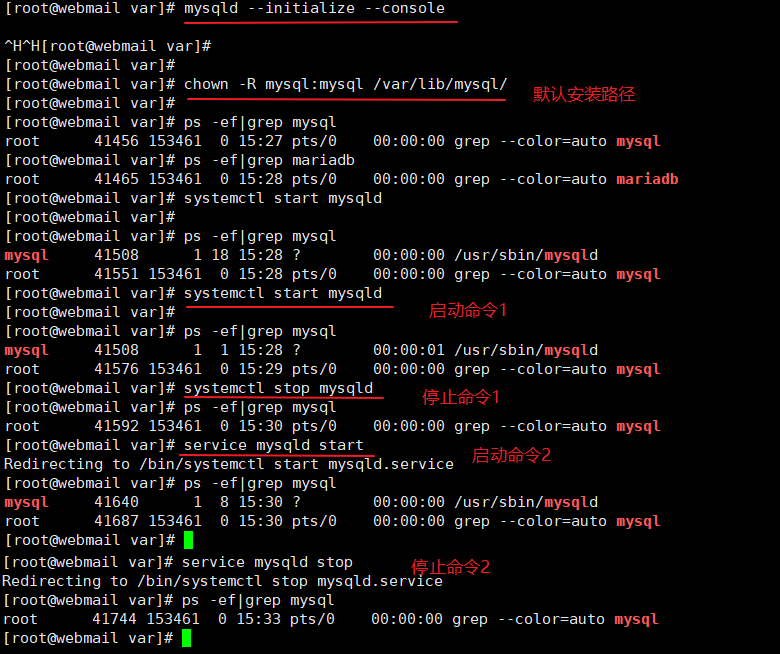 [root@webmail var]# mysqld --initialize --console
^H^H[root@webmail var]#
[root@webmail var]#
[root@webmail var]# chown -R mysql:mysql /var/lib/mysql/
默认安装路径
[root@webmail var]#
[root@webmail var]# ps -ef|grep mysql
root      41456 153461  0 15:27 pts/0    00:00:00 grep --color=auto mysql
[root@webmail var]# ps -ef|grep mariadb
root      41465 153461  0 15:28 pts/0    00:00:00 grep --color=auto mariadb
[root@webmail var]# systemctl start mysqld
[root@webmail var]#
[root@webmail var]# ps -ef|grep mysql
mysql     41508      1 18 15:28 ?        00:00:00 /usr/sbin/mysqld
root      41551 153461  0 15:28 pts/0    00:00:00 grep --color=auto mysql
[root@webmail var]# systemctl start mysqld
启动命令1
[root@webmail var]#
[root@webmail var]# ps -ef|grep mysql
mysql     41508      1  1 15:28 ?        00:00:01 /usr/sbin/mysqld
root      41576 153461  0 15:29 pts/0    00:00:00 grep --color=auto mysql
[root@webmail var]# systemctl stop mysqld
停止命令1
[root@webmail var]# ps -ef|grep mysql
root      41592 153461  0 15:30 pts/0    00:00:00 grep --color=auto mysql
[root@webmail var]# service mysqld start
启动命令2
Redirecting to /bin/systemctl start mysqld.service
[root@webmail var]# ps -ef|grep mysql
mysql     41640      1  8 15:30 ?        00:00:00 /usr/sbin/mysqld
root      41687 153461  0 15:30 pts/0    00:00:00 grep --color=auto mysql
[root@webmail var]#
[root@webmail var]# service mysqld stop
停止命令2
Redirecting to /bin/systemctl stop mysqld.service
[root@webmail var]# ps -ef|grep mysql
root      41744 153461  0 15:33 pts/0    00:00:00 grep --color=auto mysql
[root@webmail var]#